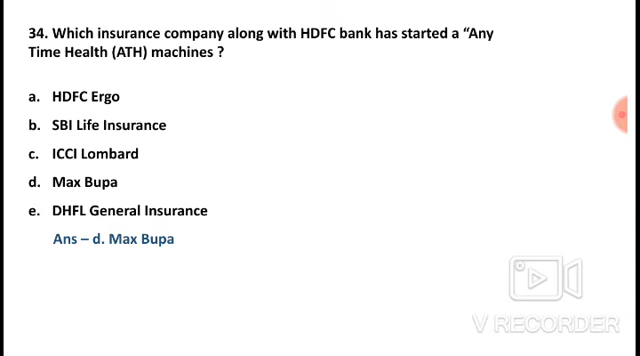 34. Which insurance company along with HDFC bank has started a “Any
Time Health (ATH) machines ?
a. HDFC Ergo
b. SBI Life Insurance
c. ICCI Lombard
d. Max Bupa
e. DHFL General Insurance
Ans – d. Max Bupa
V RECORDER